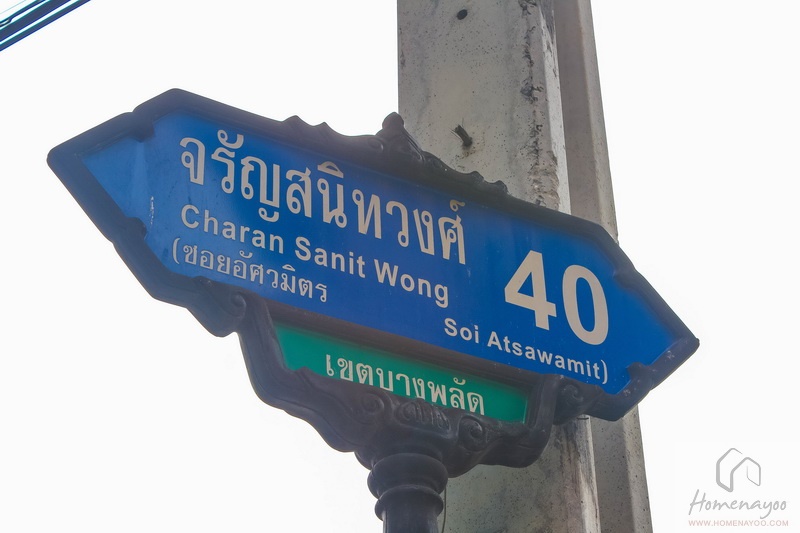 จรัญสนิทวงศ์ 40
Charan Sanit Wong
(ซอยอัศวมิตร
Soi Atsawamit)
เขตบางพลัด
Homenayoo
WWW.HOMENAYOO.COM